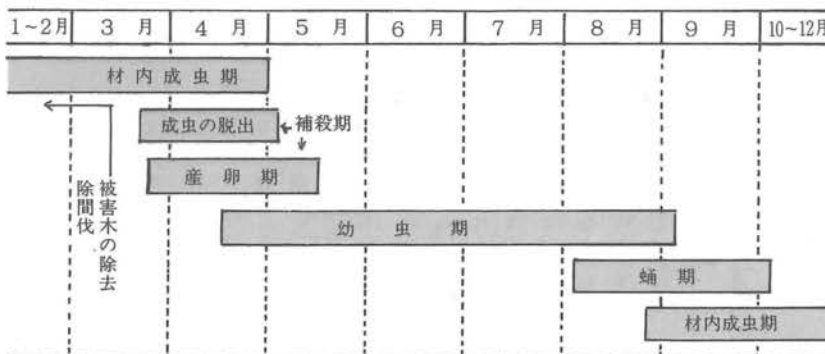 1~2月 3 月 4 月 5 月 6 月 7 月 8 月 9 月 10~12月
材内成虫期
成虫の脱出 補殺期
産卵期
被害木の除去
除間伐
幼虫期
蛹期
材内成虫期